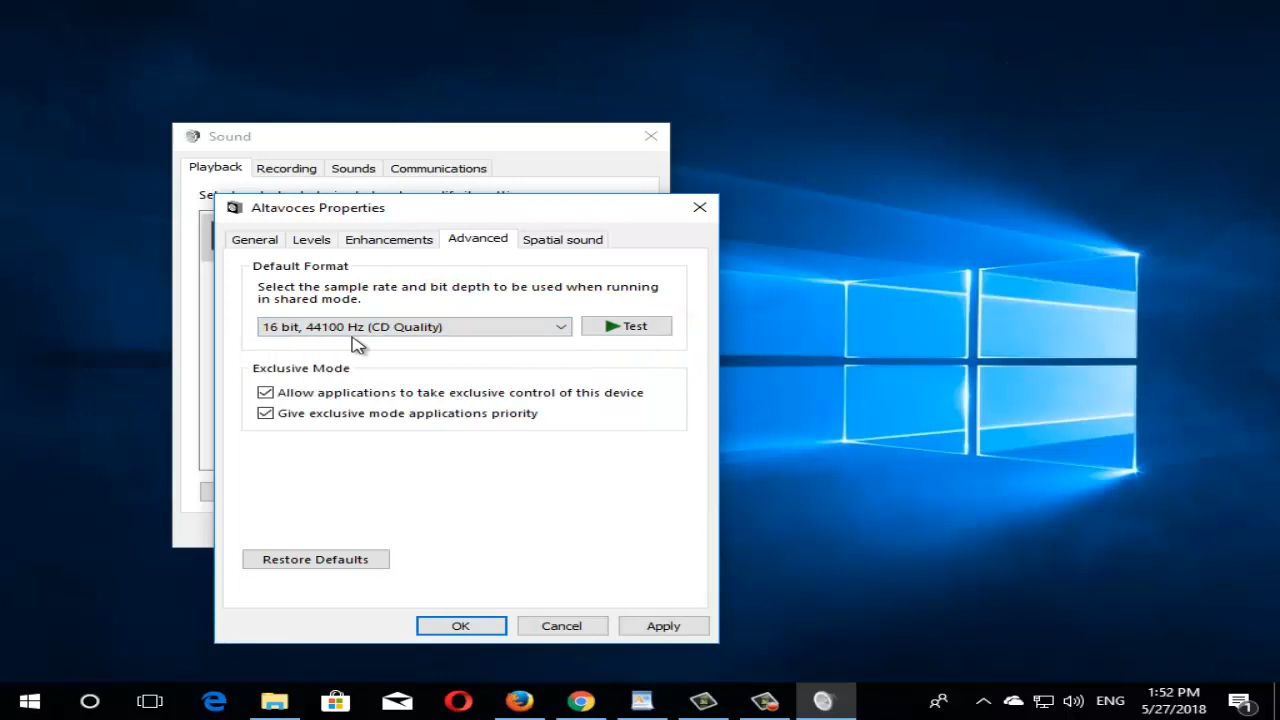 Sound
Playback Recording Sounds Communications
Altavoces Properties
General Levels Enhancements Advanced Spatial sound
Default Format
Select the sample rate and bit depth to be used when running
in shared mode.
16 bit, 44100 Hz (CD Quality)
Test
Exclusive Mode
Allow applications to take exclusive control of this device
Give exclusive mode applications priority
Restore Defaults
OK Cancel Apply
ENG
1:52 PM
5/27/2018
1